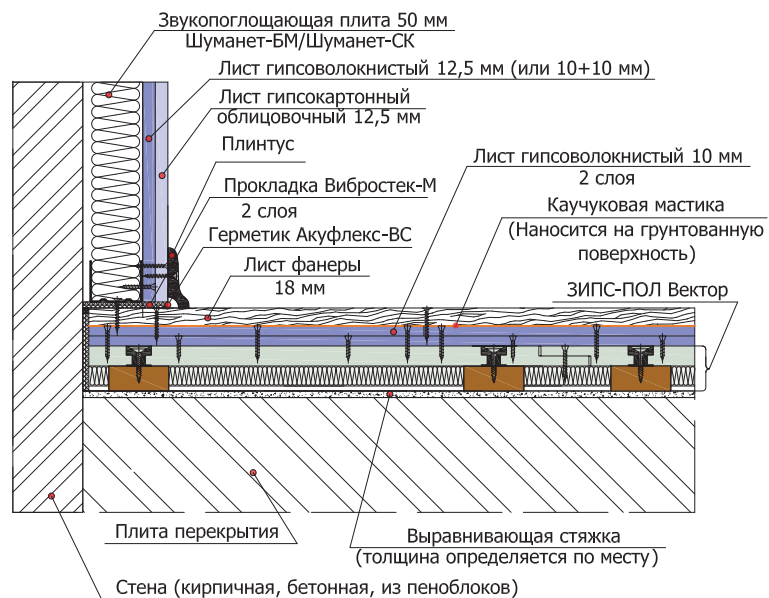 Звукопоглощающая плита 50 мм
Шуманет-БМ/Шуманет-СК
Лист гипсоволокнистый 12,5 мм (или 10+10 мм)
Лист гипсокартонный
облицовочный 12,5 мм
Плинтус
Прокладка Вибростек-М
2 слоя
Герметик Акуфлекс-ВС
Лист фанеры
18 мм
Лист гипсоволокнистый 10 мм
2 слоя
Каучуковая мастика
(Наносится на грунтованную
поверхность)
ЗИПС-ПОЛ Вектор
Плита перекрытия
Выравнивающая стяжка
(толщина определяется по месту)
Стена (кирпичная, бетонная, из пеноблоков)